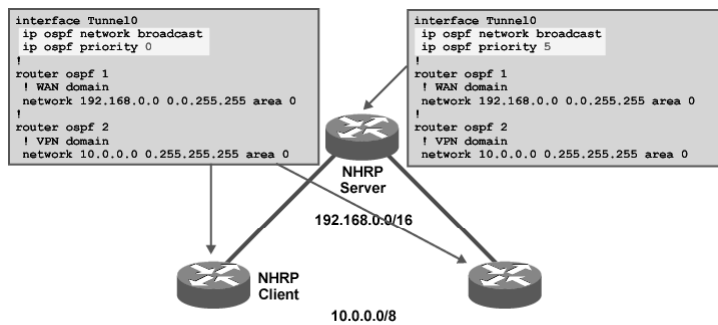 interface Tunnel0
ip ospf network broadcast
ip ospf priority 0
!
router ospf 1
! WAN domain
network 192.168.0.0 0.0.255.255 area 0
!
router ospf 2
! VPN domain
network 10.0.0.0 0.255.255.255 area 0
interface Tunnel0
ip ospf network broadcast
ip ospf priority 5
!
router ospf 1
! WAN domain
network 192.168.0.0 0.0.255.255 area 0
!
router ospf 2
! VPN domain
network 10.0.0.0 0.255.255.255 area 0
NHRP
Server
192.168.0.0/16
NHRP
Client
10.0.0.0/8